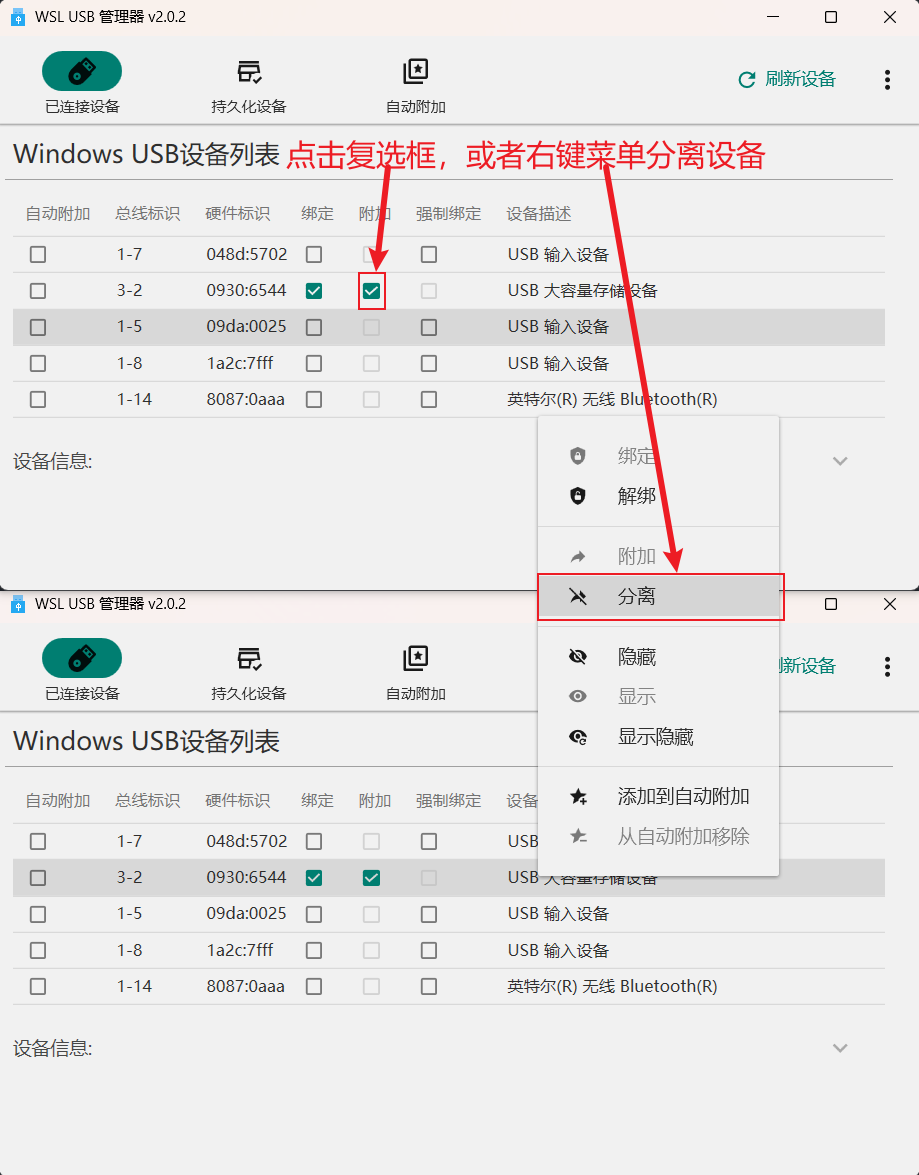 WSL USB 管理器 v2.0.2
已连接设备 持久化设备 自动附加 刷新设备
Windows USB设备列表 点击复选框，或者右键菜单分离设备
自动附加 总线标识 硬件标识 绑定 附加 强制绑定 设备描述
1-7 048d:5702 USB 输入设备
3-2 0930:6544 USB 大容量存储设备
1-5 09da:0025 USB 输入设备
1-8 1a2c:7fff USB 输入设备
1-14 8087:0aaa 英特尔(R) 无线 Bluetooth(R)
设备信息:
绑定
解绑
附加
分离
隐藏
显示
显示隐藏
添加到自动附加
从自动附加移除
WSL USB 管理器 v2.0.2
已连接设备 持久化设备 自动附加 刷新设备
Windows USB设备列表
自动附加 总线标识 硬件标识 绑定 附加 强制绑定 设备
1-7 048d:5702 USB
3-2 0930:6544 USB 大容量存储设备
1-5 09da:0025 USB 输入设备
1-8 1a2c:7fff USB 输入设备
1-14 8087:0aaa 英特尔(R) 无线 Bluetooth(R)
设备信息: